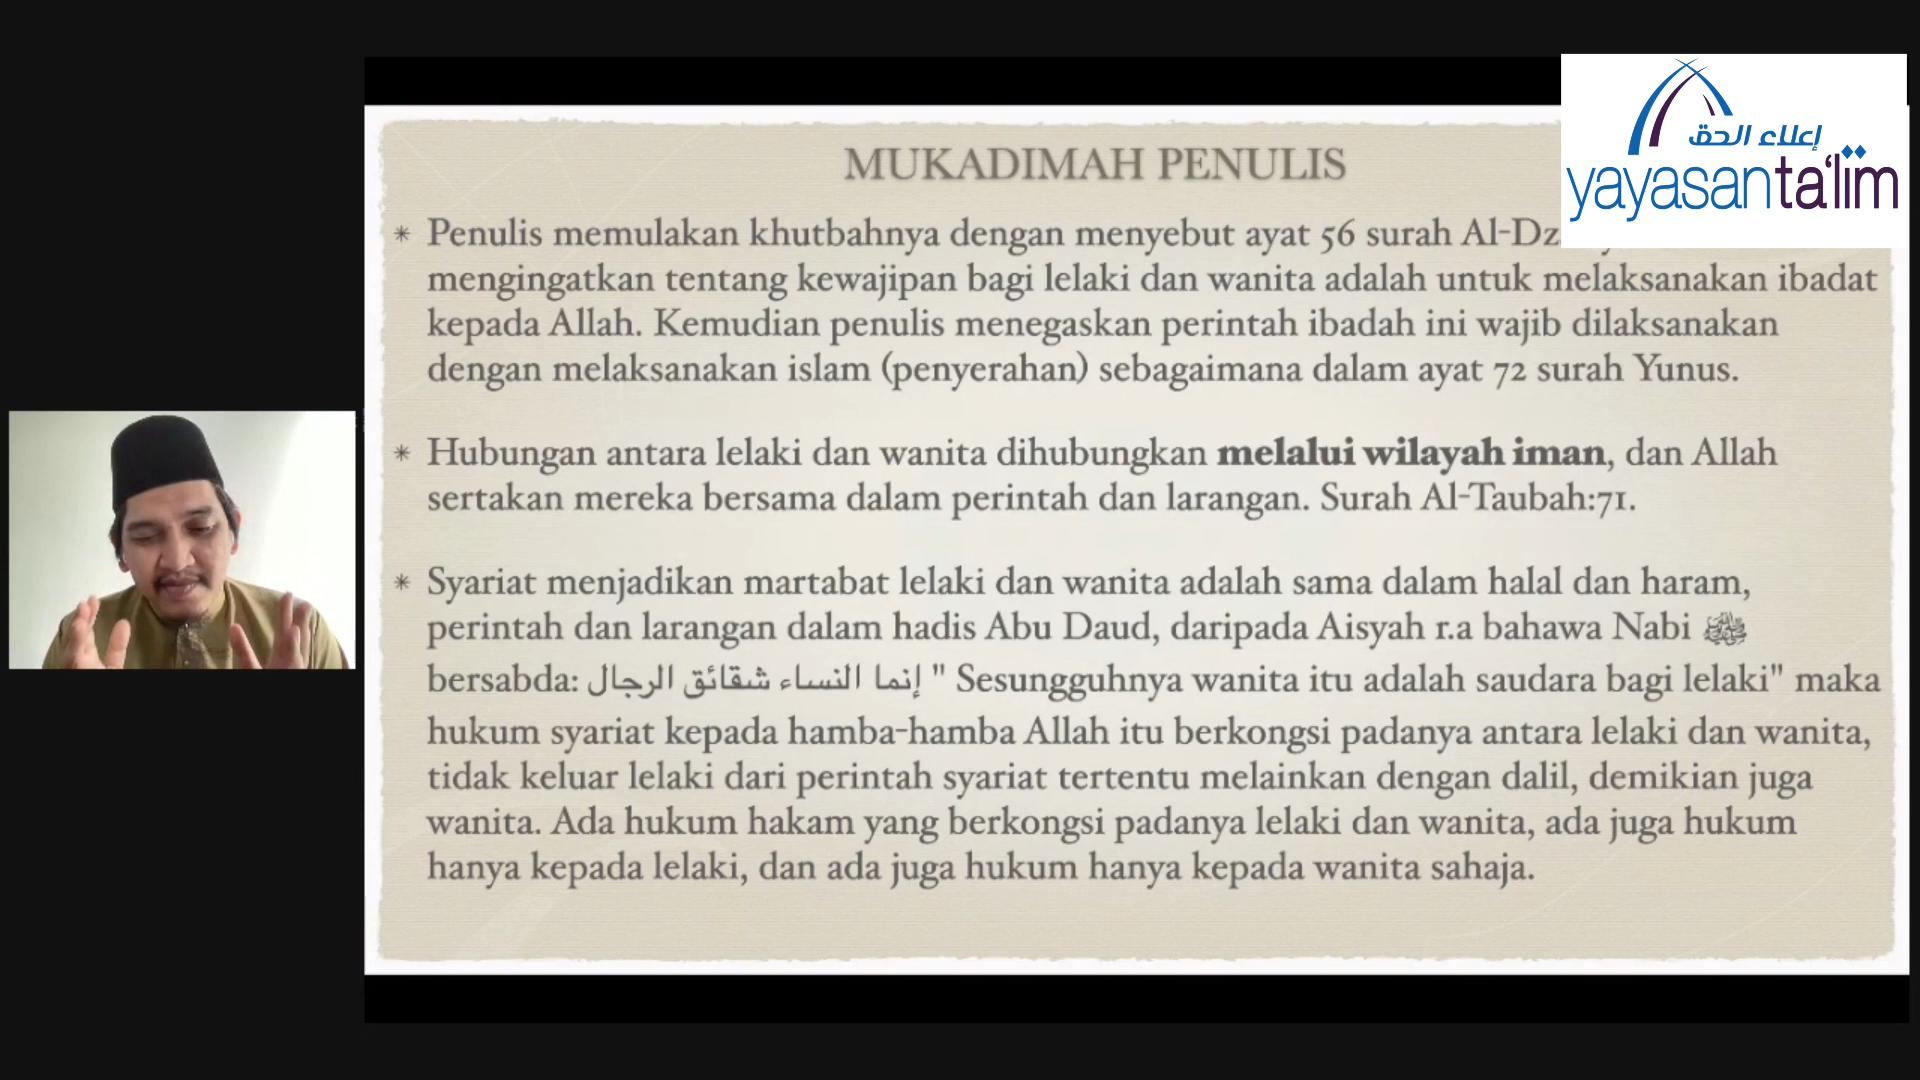 إعلاء الحق
yayasanta'lim
MUKADIMAH PENULIS
* Penulis memulakan khutbahnya dengan menyebut ayat 56 surah
mengingatkan tentang kewajipan bagi lelaki dan wanita adalah untuk melaksanakan ibadat
kepada Allah. Kemudian penulis menegaskan perintah ibadah ini wajib dilaksanakan
dengan melaksanakan islam (penyerahan) sebagaimana dalam ayat 72 surah Yunus.
* Hubungan antara lelaki dan wanita dihubungkan melalui wilayah iman, dan Allah
sertakan mereka bersama dalam perintah dan larangan. Surah Al-Taubah:71.
* Syariat menjadikan martabat lelaki dan wanita adalah sama dalam halal dan haram,
perintah dan larangan dalam hadis Abu Daud, daripada Aisyah r.a bahawa Nabi ﷺ
bersabda: إنما النساء شقائق الرجال " Sesungguhnya wanita itu adalah saudara bagi lelaki" maka
hukum syariat kepada hamba-hamba Allah itu berkongsi padanya antara lelaki dan wanita,
tidak keluar lelaki dari perintah syariat tertentu melainkan dengan dalil, demikian juga
wanita. Ada hukum hakam yang berkongsi padanya lelaki dan wanita, ada juga hukum
hanya kepada lelaki, dan ada juga hukum hanya kepada wanita sahaja.